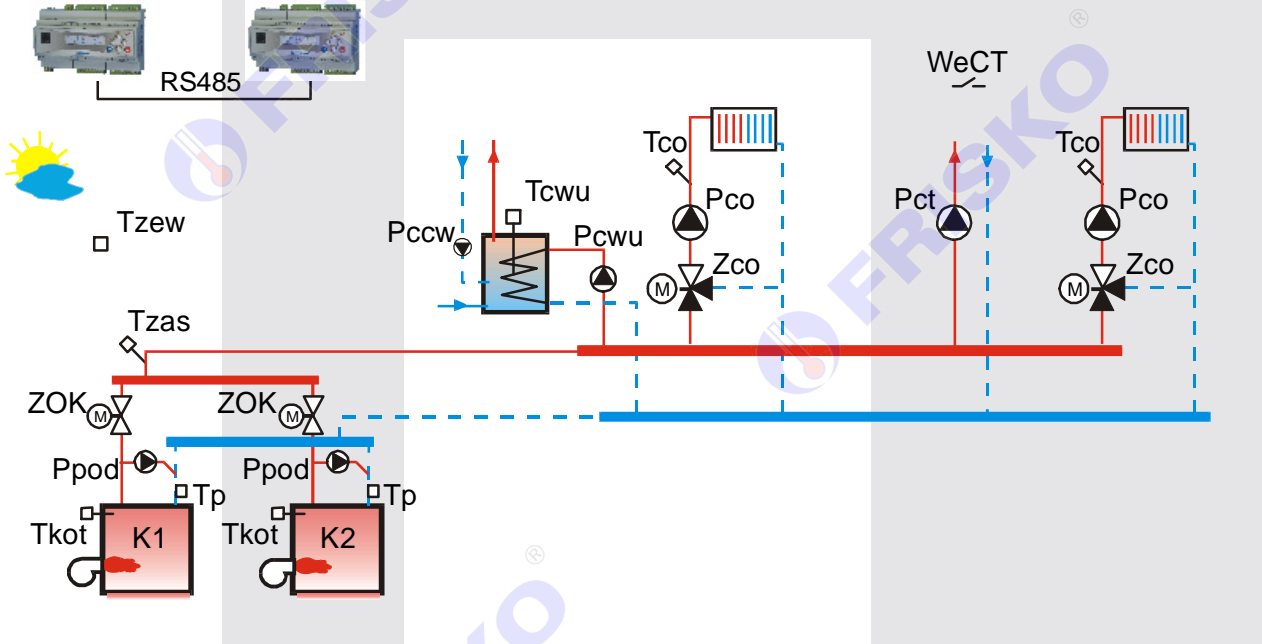 RS485
WeCT
FRISKO ®
Tzew
Tcwu
Pccw
Pcwu
Tco
Pco
Zco
M
Pct
Tco
Pco
Zco
M
FRISKO
Tzas
ZOK
M
ZOK
M
Ppod
Tp
Ppod
Tp
Tkot
K1
Tkot
K2
®